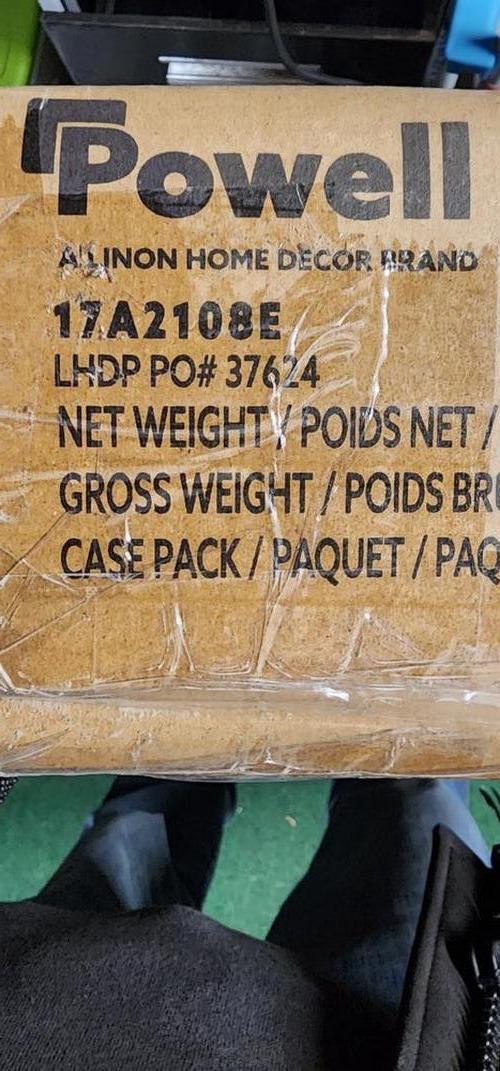 Powell
A LINON HOME DECOR BRAND
17A2108E
LHDP PO# 37624
NET WEIGHT / POIDS NET /
GROSS WEIGHT / POIDS
CASE PACK / PAQUET /